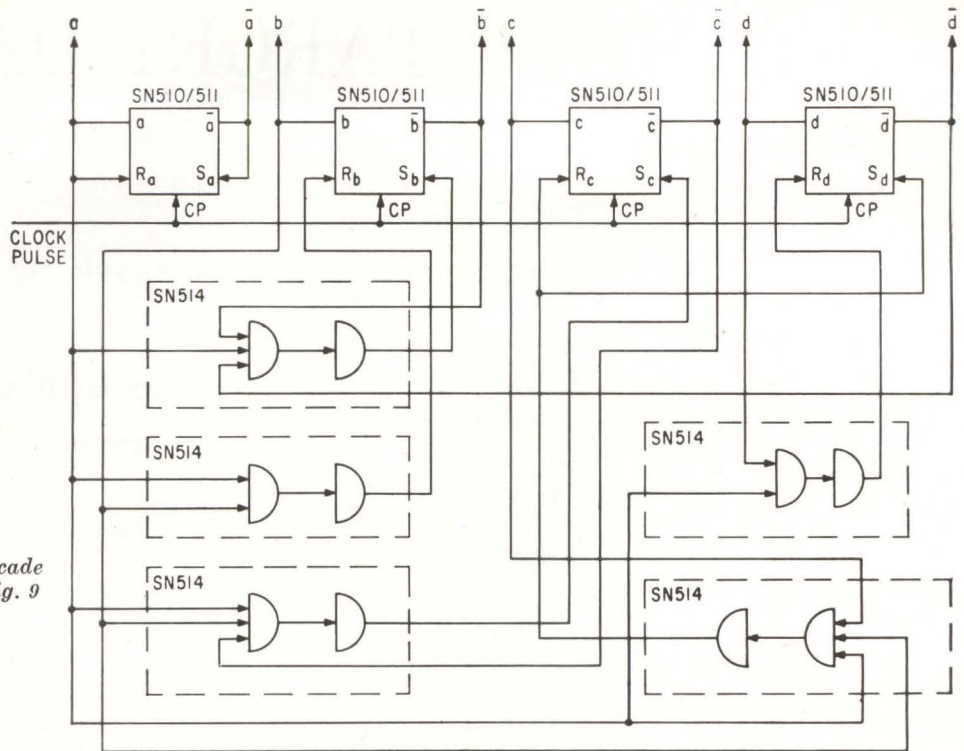 a ā b b̄ c c̄ d d̄
SN510/511 SN510/511 SN510/511 SN510/511
a ā b b̄ c c̄ d d̄
Ra Sa Rb Sb Rc Sc Rd Sd
CP CP CP
CLOCK
PULSE
SN514
SN514 SN514
cade
ig. 9
SN514 SN514